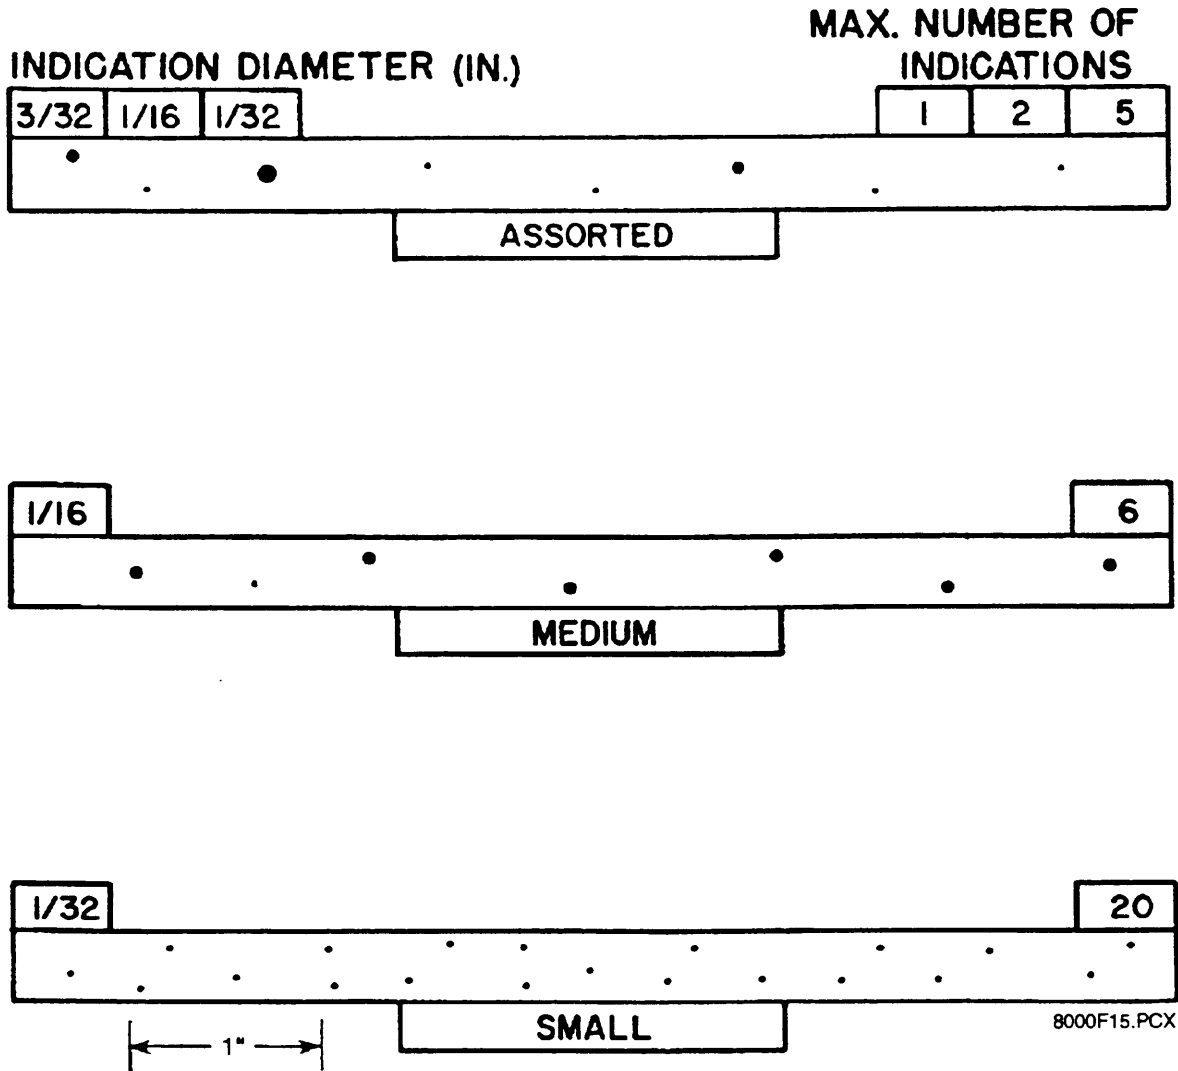 MAX. NUMBER OF
INDICATION DIAMETER (IN.) INDICATIONS
3/32 1/16 1/32 1 2 5
ASSORTED
1/16 6
MEDIUM
1/32 20
SMALL
8000F15.PCX
1"